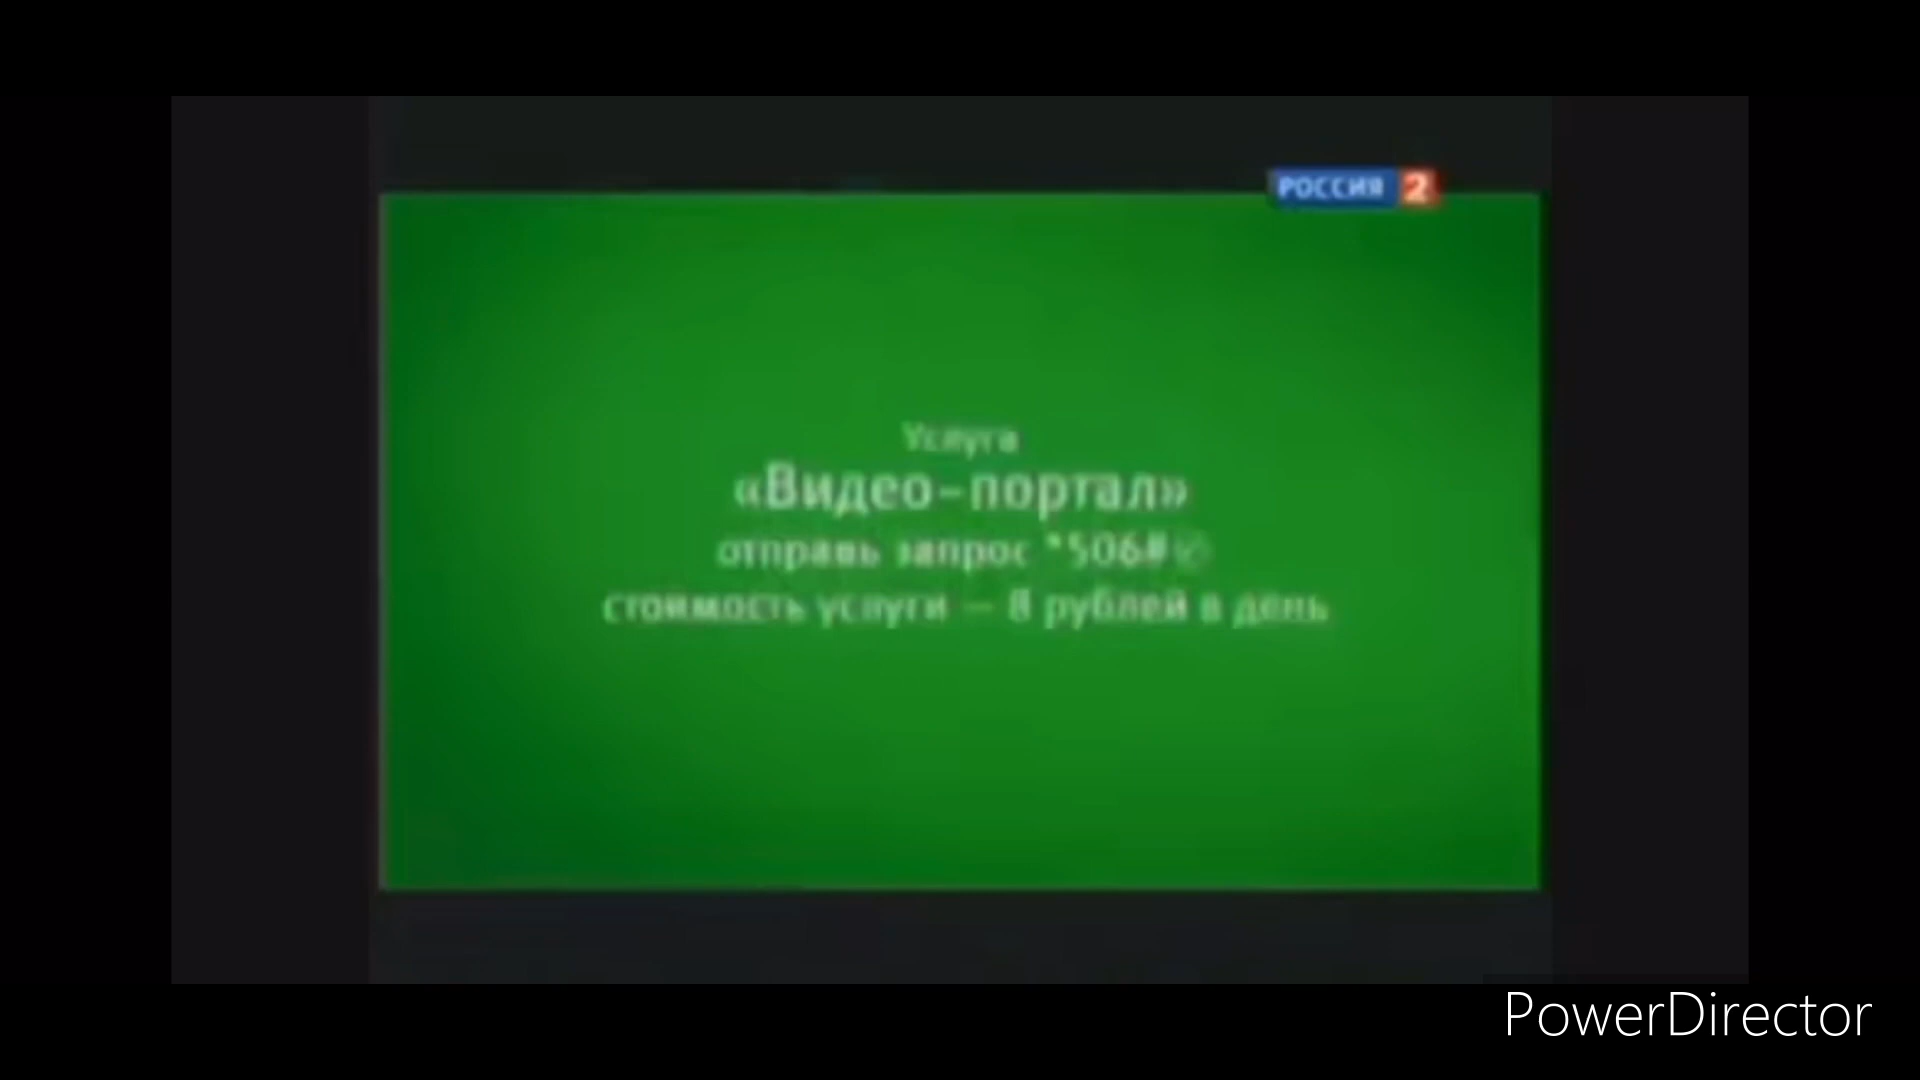 РОССИЯ 2
Услуга
«Видео-портал»
отправь запрос *506#
стоимость услуги — 8 рублей в день
PowerDirector